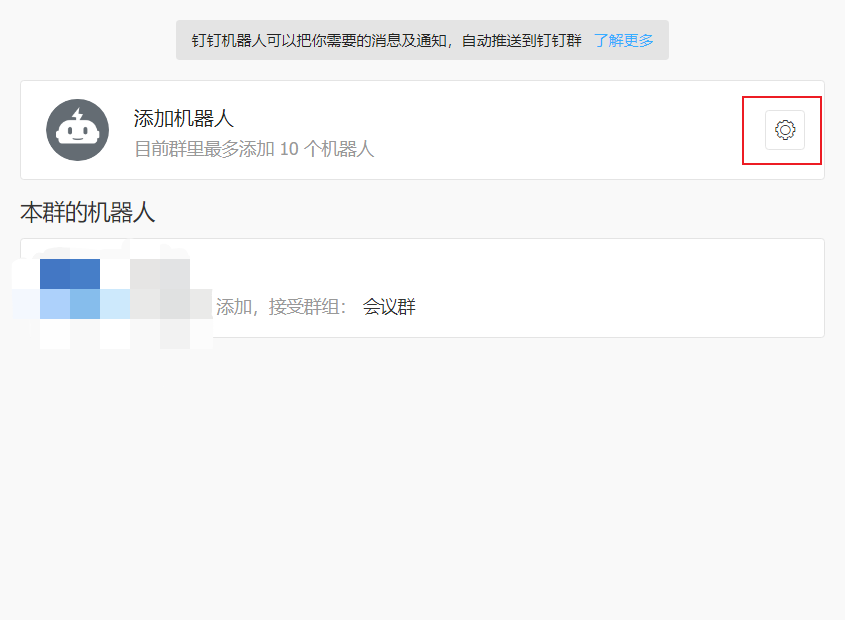 钉钉机器人可以把你需要的消息及通知，自动推送到钉钉群 了解更多
添加机器人
目前群里最多添加 10 个机器人
本群的机器人
添加，接受群组： 会议群